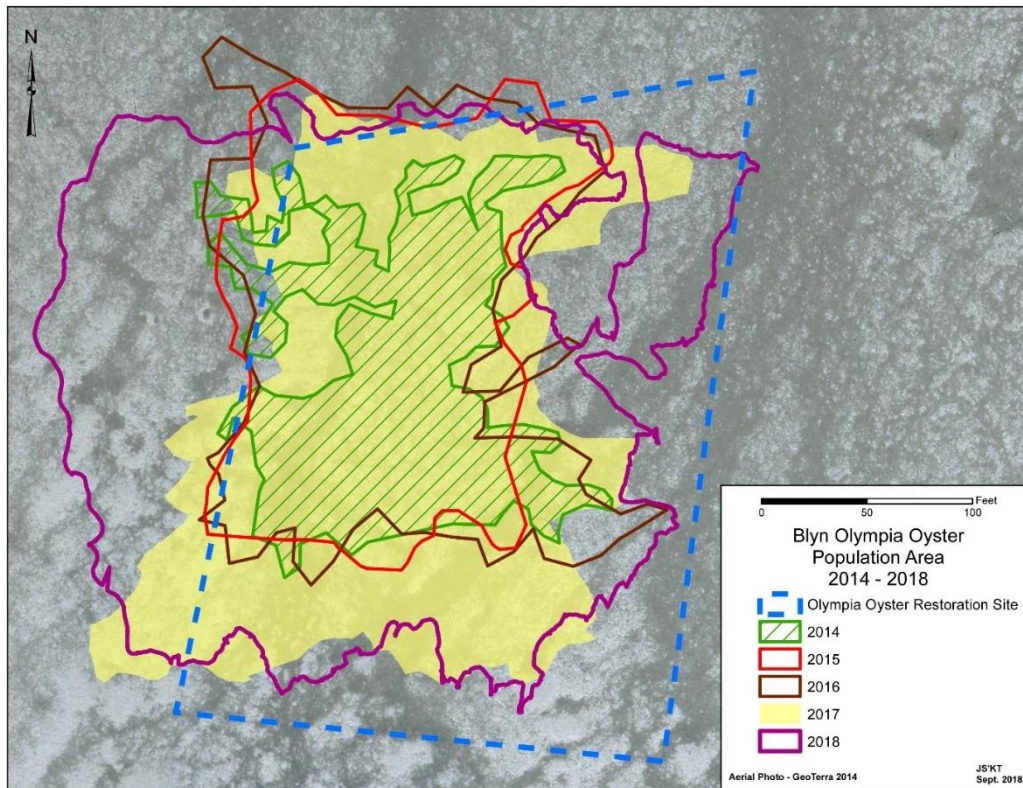 N
Feet
0 50 100
Blyn Olympia Oyster
Population Area
2014 - 2018
Olympia Oyster Restoration Site
2014
2015
2016
2017
2018
Aerial Photo - GeoTerra 2014
JS'KT
Sept. 2018